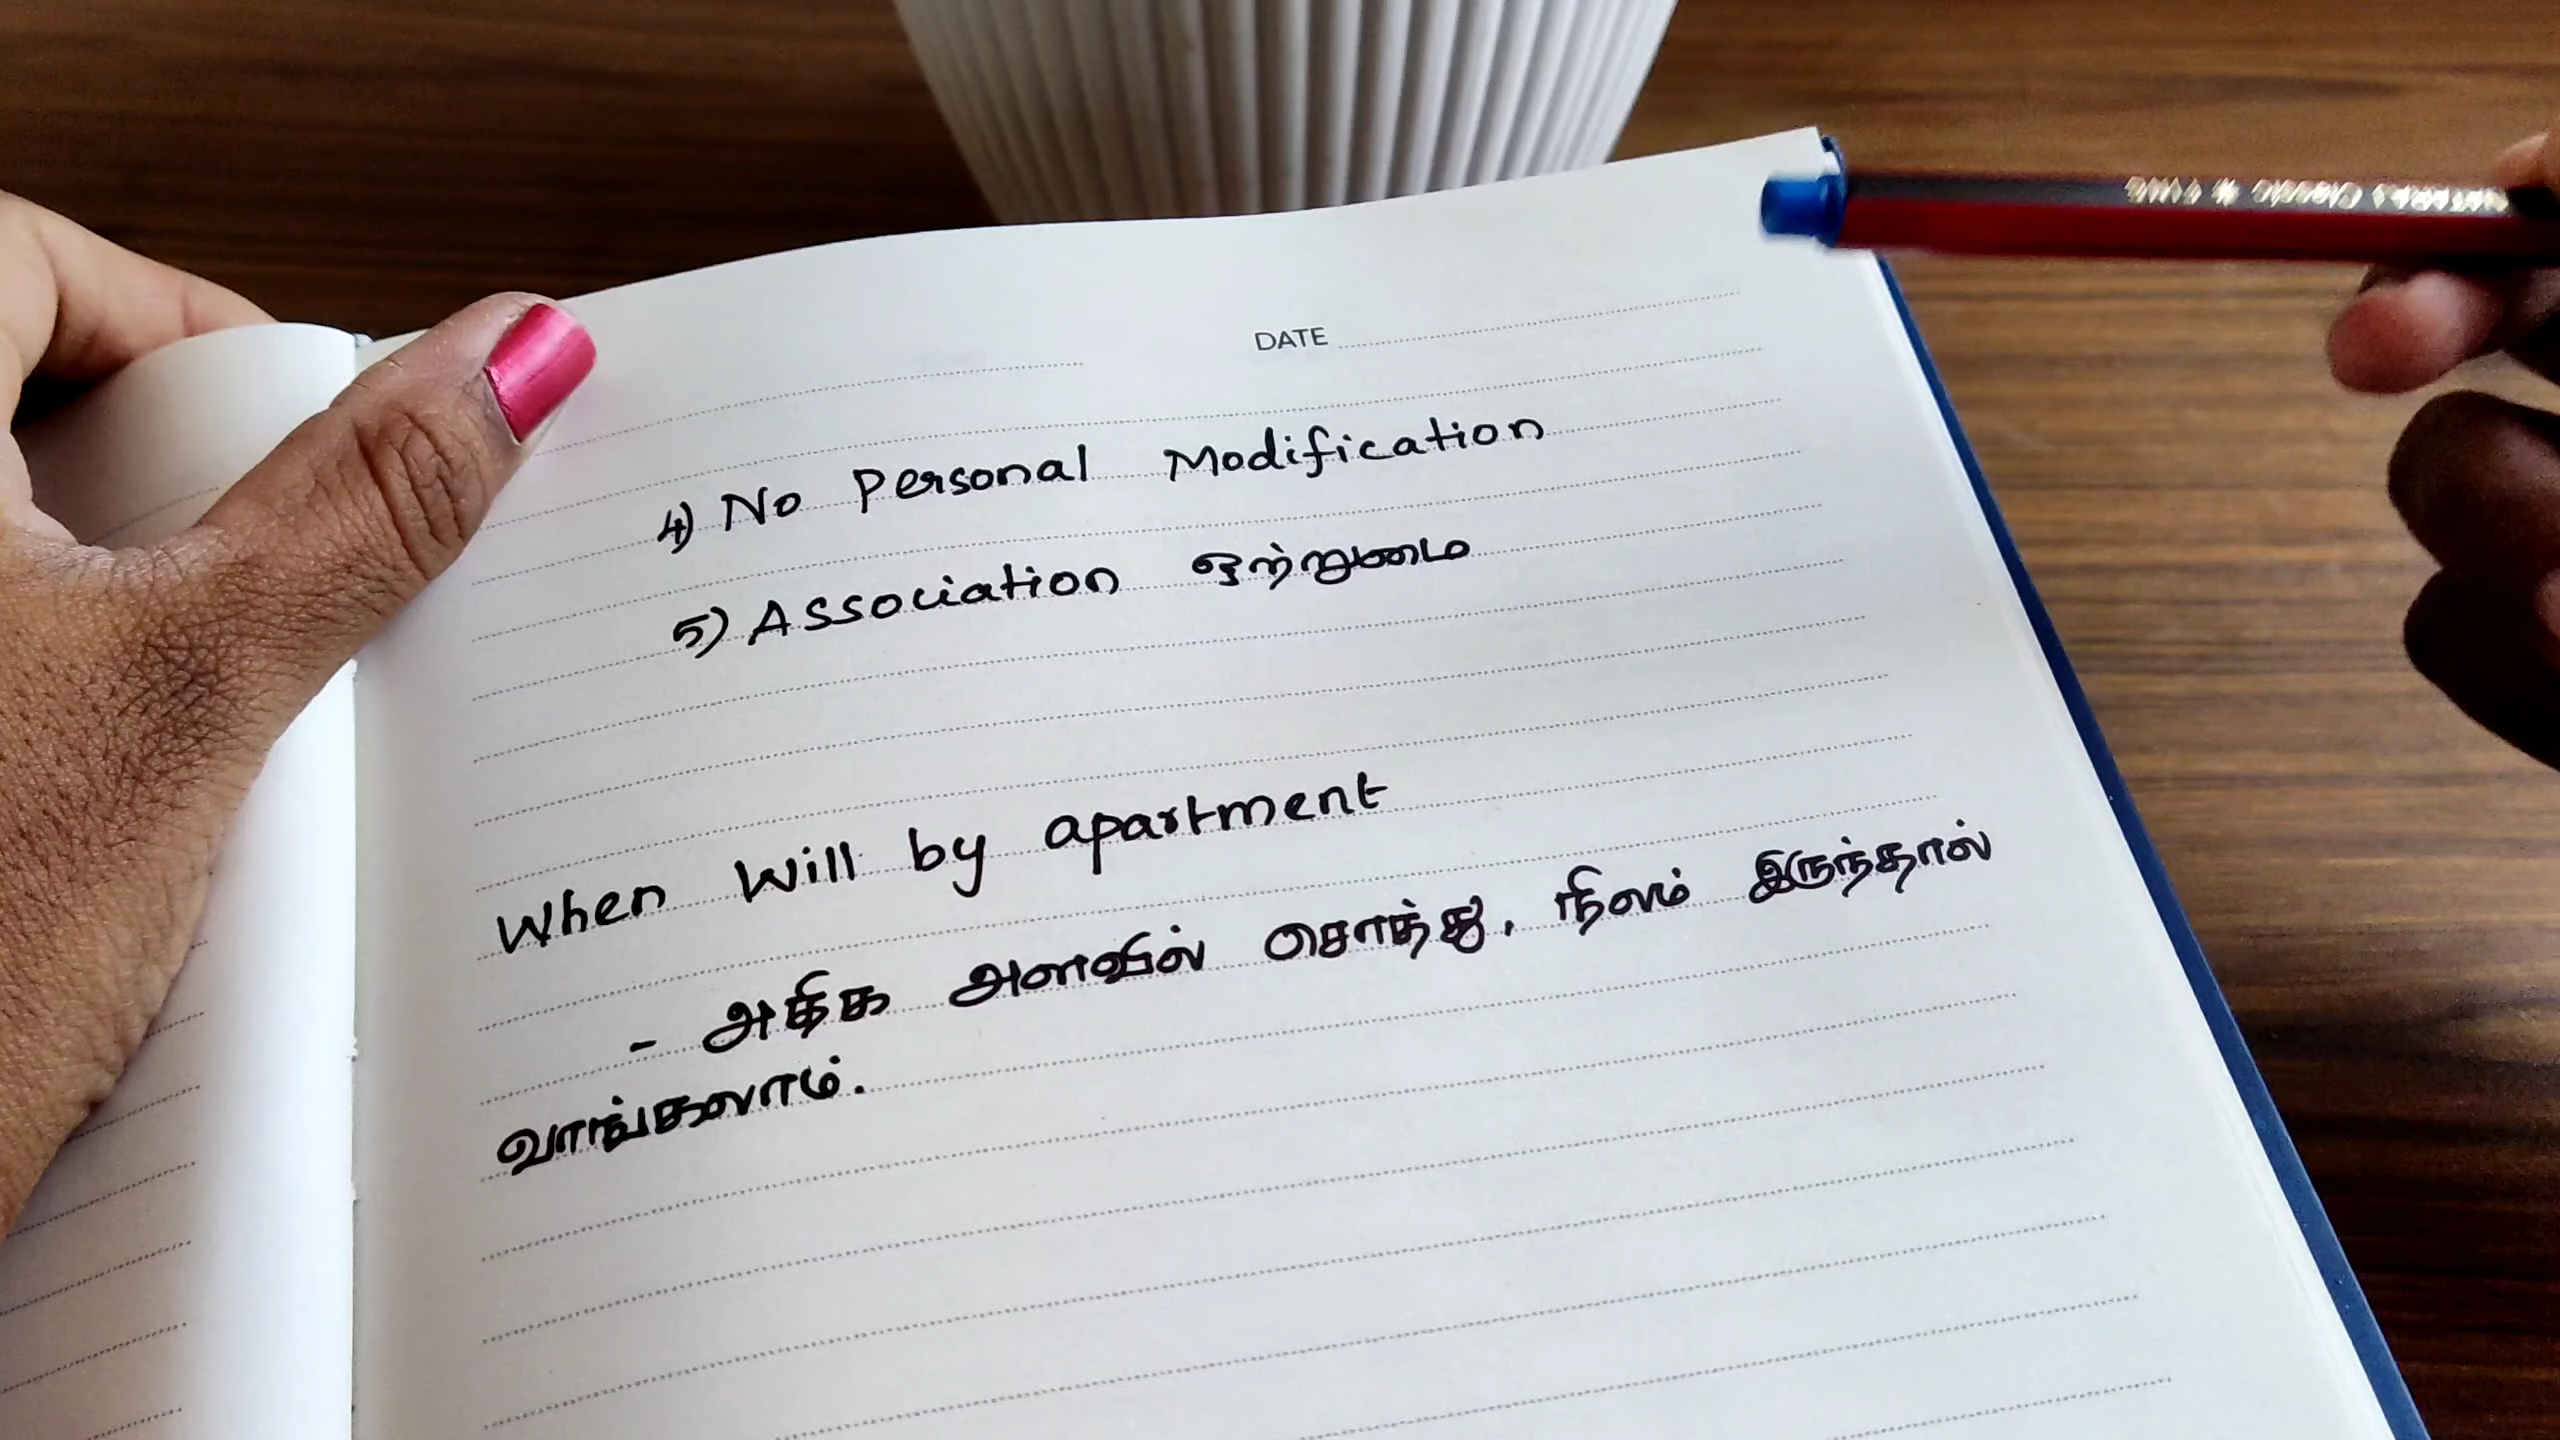 DATE
4) No Personal Modification
5) Association ஒற்றுமை
When Will by apartment
- அதிக அளவில் சொத்து, நிலம் இருந்தால்
வாங்கலாம்.